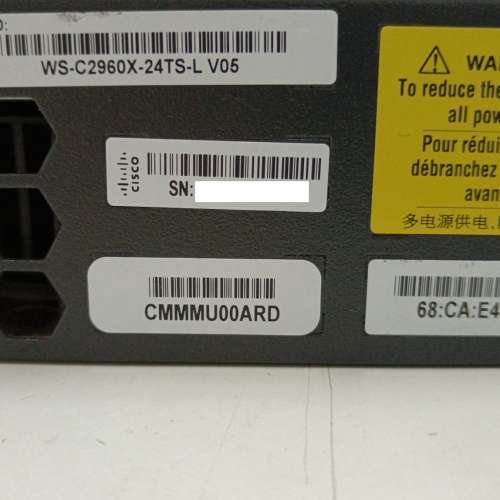 D:
WS-C2960X-24TS-L V05
CISCO
SN:
CMMMU00ARD
WAR
To reduce the
all pow
Pour rédui
débranchez
avan
多电源供电,
68:CA:E4